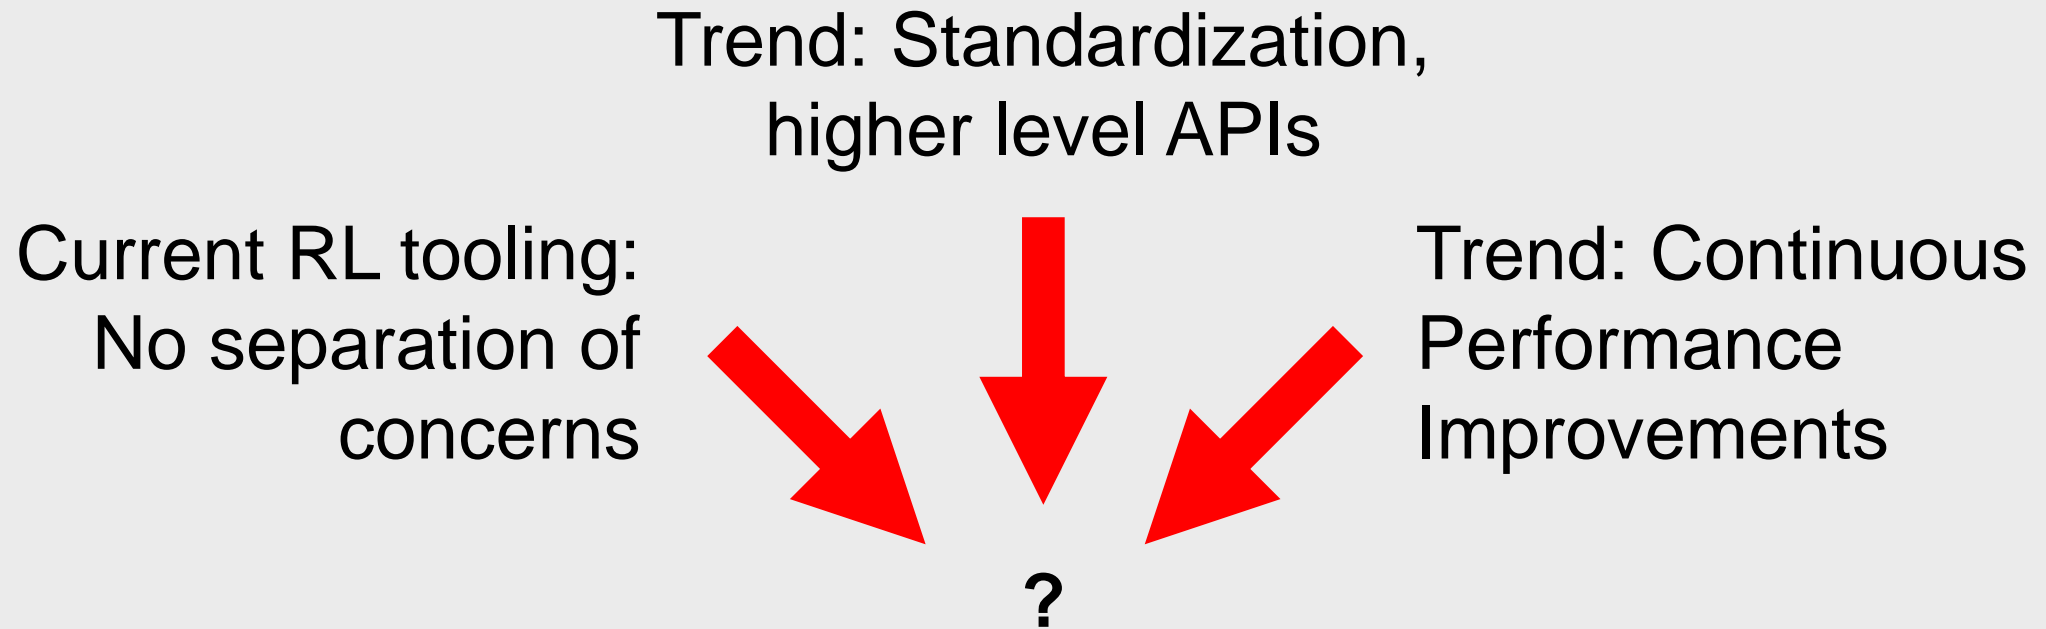 Trend: Standardization,
higher level APIs
Current RL tooling:
No separation of
concerns
Trend: Continuous
Performance
Improvements
?